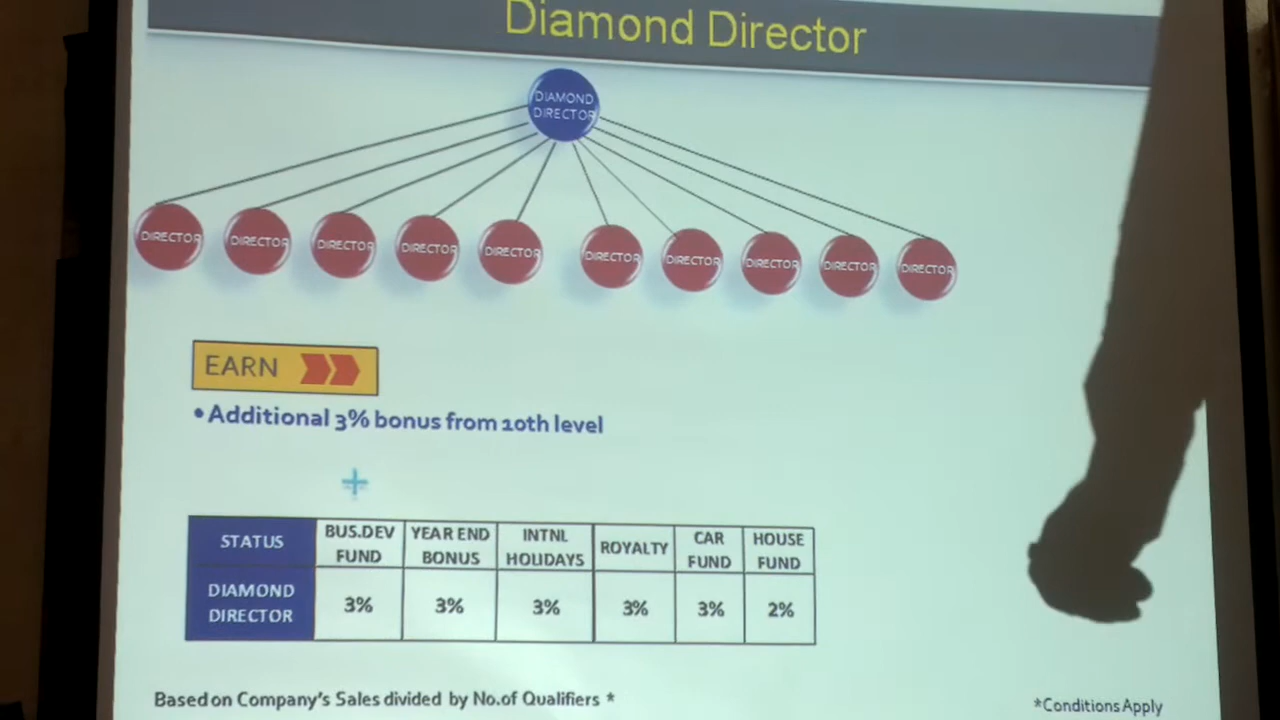 Diamond Director
DIAMOND
DIRECTOR
DIRECTOR DIRECTOR DIRECTOR DIRECTOR DIRECTOR DIRECTOR DIRECTOR DIRECTOR DIRECTOR DIRECTOR
EARN
• Additional 3% bonus from 10th level
+
STATUS BUS.DEV FUND YEAR END BONUS INTNL HOLIDAYS ROYALTY CAR FUND HOUSE FUND
DIAMOND DIRECTOR 3% 3% 3% 3% 3% 2%
Based on Company's Sales divided by No.of Qualifiers *
*Conditions Apply